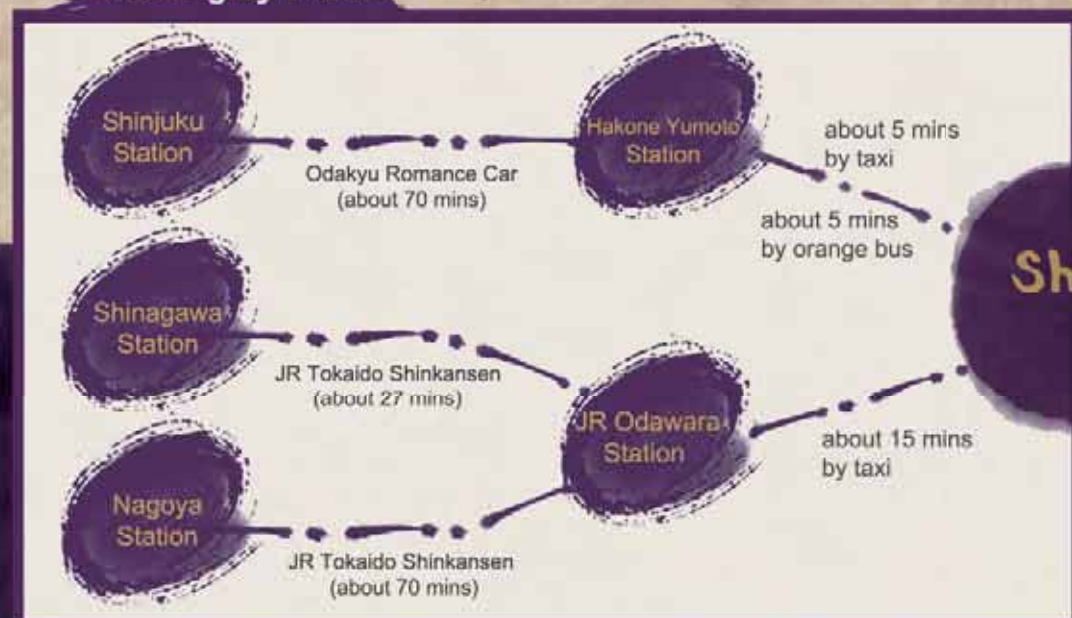 Shinjuku
Station
Odakyu Romance Car
(about 70 mins)
Hakone Yumoto
Station
about 5 mins
by taxi
about 5 mins
by orange bus
Shinagawa
Station
JR Tokaido Shinkansen
(about 27 mins)
JR Odawara
Station
about 15 mins
by taxi
Nagoya
Station
JR Tokaido Shinkansen
(about 70 mins)
Sh